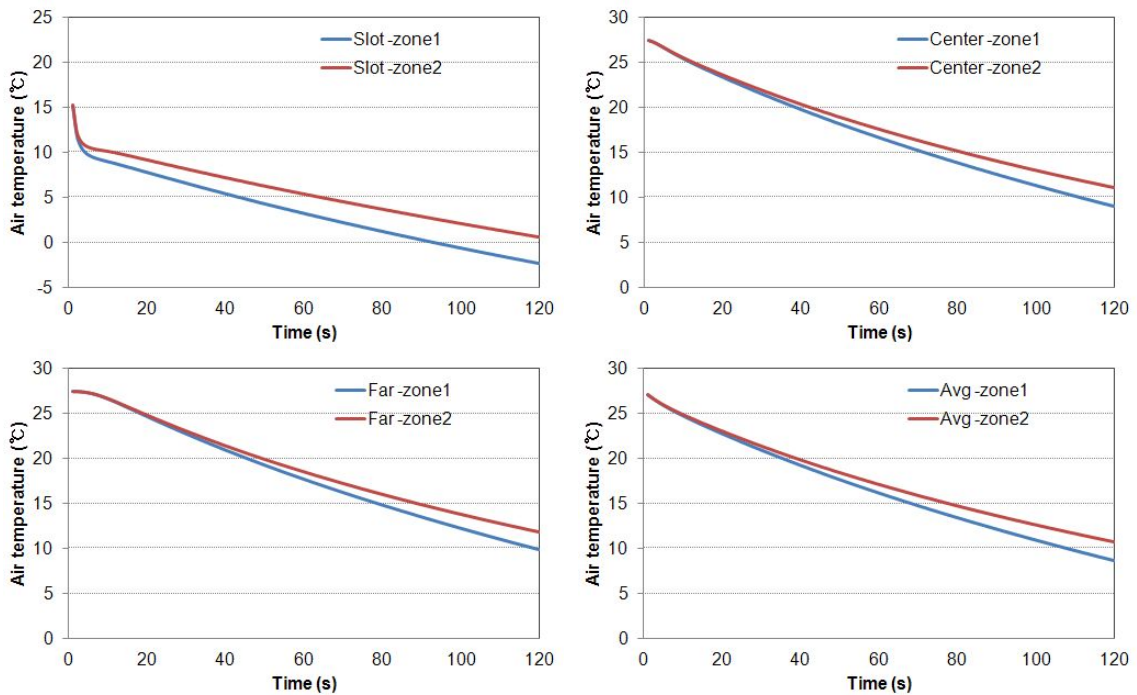 25
20
15
10
5
0
-5
Air temperature (℃)
Slot-zone1
Slot-zone2
0 20 40 60 80 100 120
Time (s)
30
25
20
15
10
5
0
Air temperature (℃)
Center-zone1
Center-zone2
0 20 40 60 80 100 120
Time (s)
30
25
20
15
10
5
0
Air temperature (℃)
Far-zone1
Far-zone2
0 20 40 60 80 100 120
Time (s)
30
25
20
15
10
5
0
Air temperature (℃)
Avg-zone1
Avg-zone2
0 20 40 60 80 100 120
Time (s)